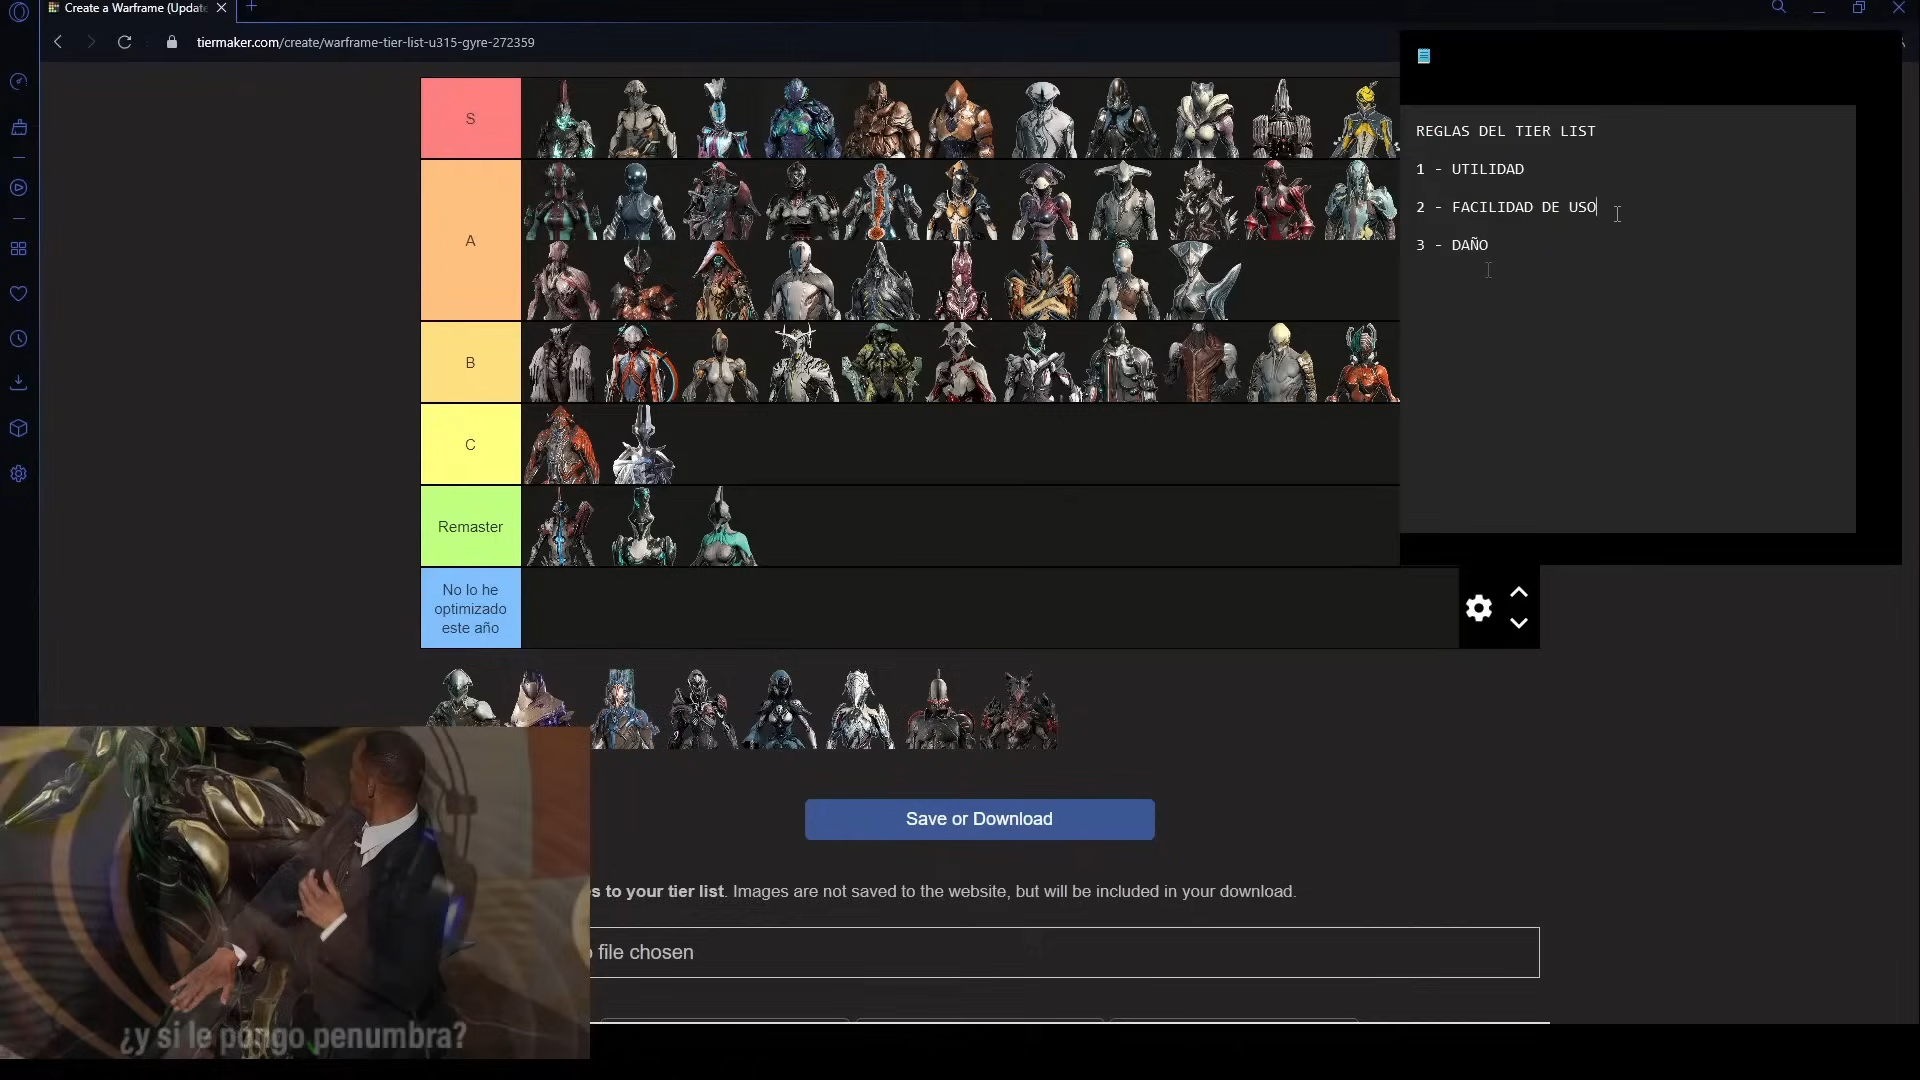 Create a Warframe (Updat
tiermaker.com/create/warframe-tier-list-u315-gyre-272359
S
A
B
C
Remaster
No lo he
optimizado
este año
REGLAS DEL TIER LIST
1 - UTILIDAD
2 - FACILIDAD DE USO
3 - DAÑO
Save or Download
s to your tier list. Images are not saved to the website, but will be included in your download.
file chosen
¿y si le pongo penumbra?